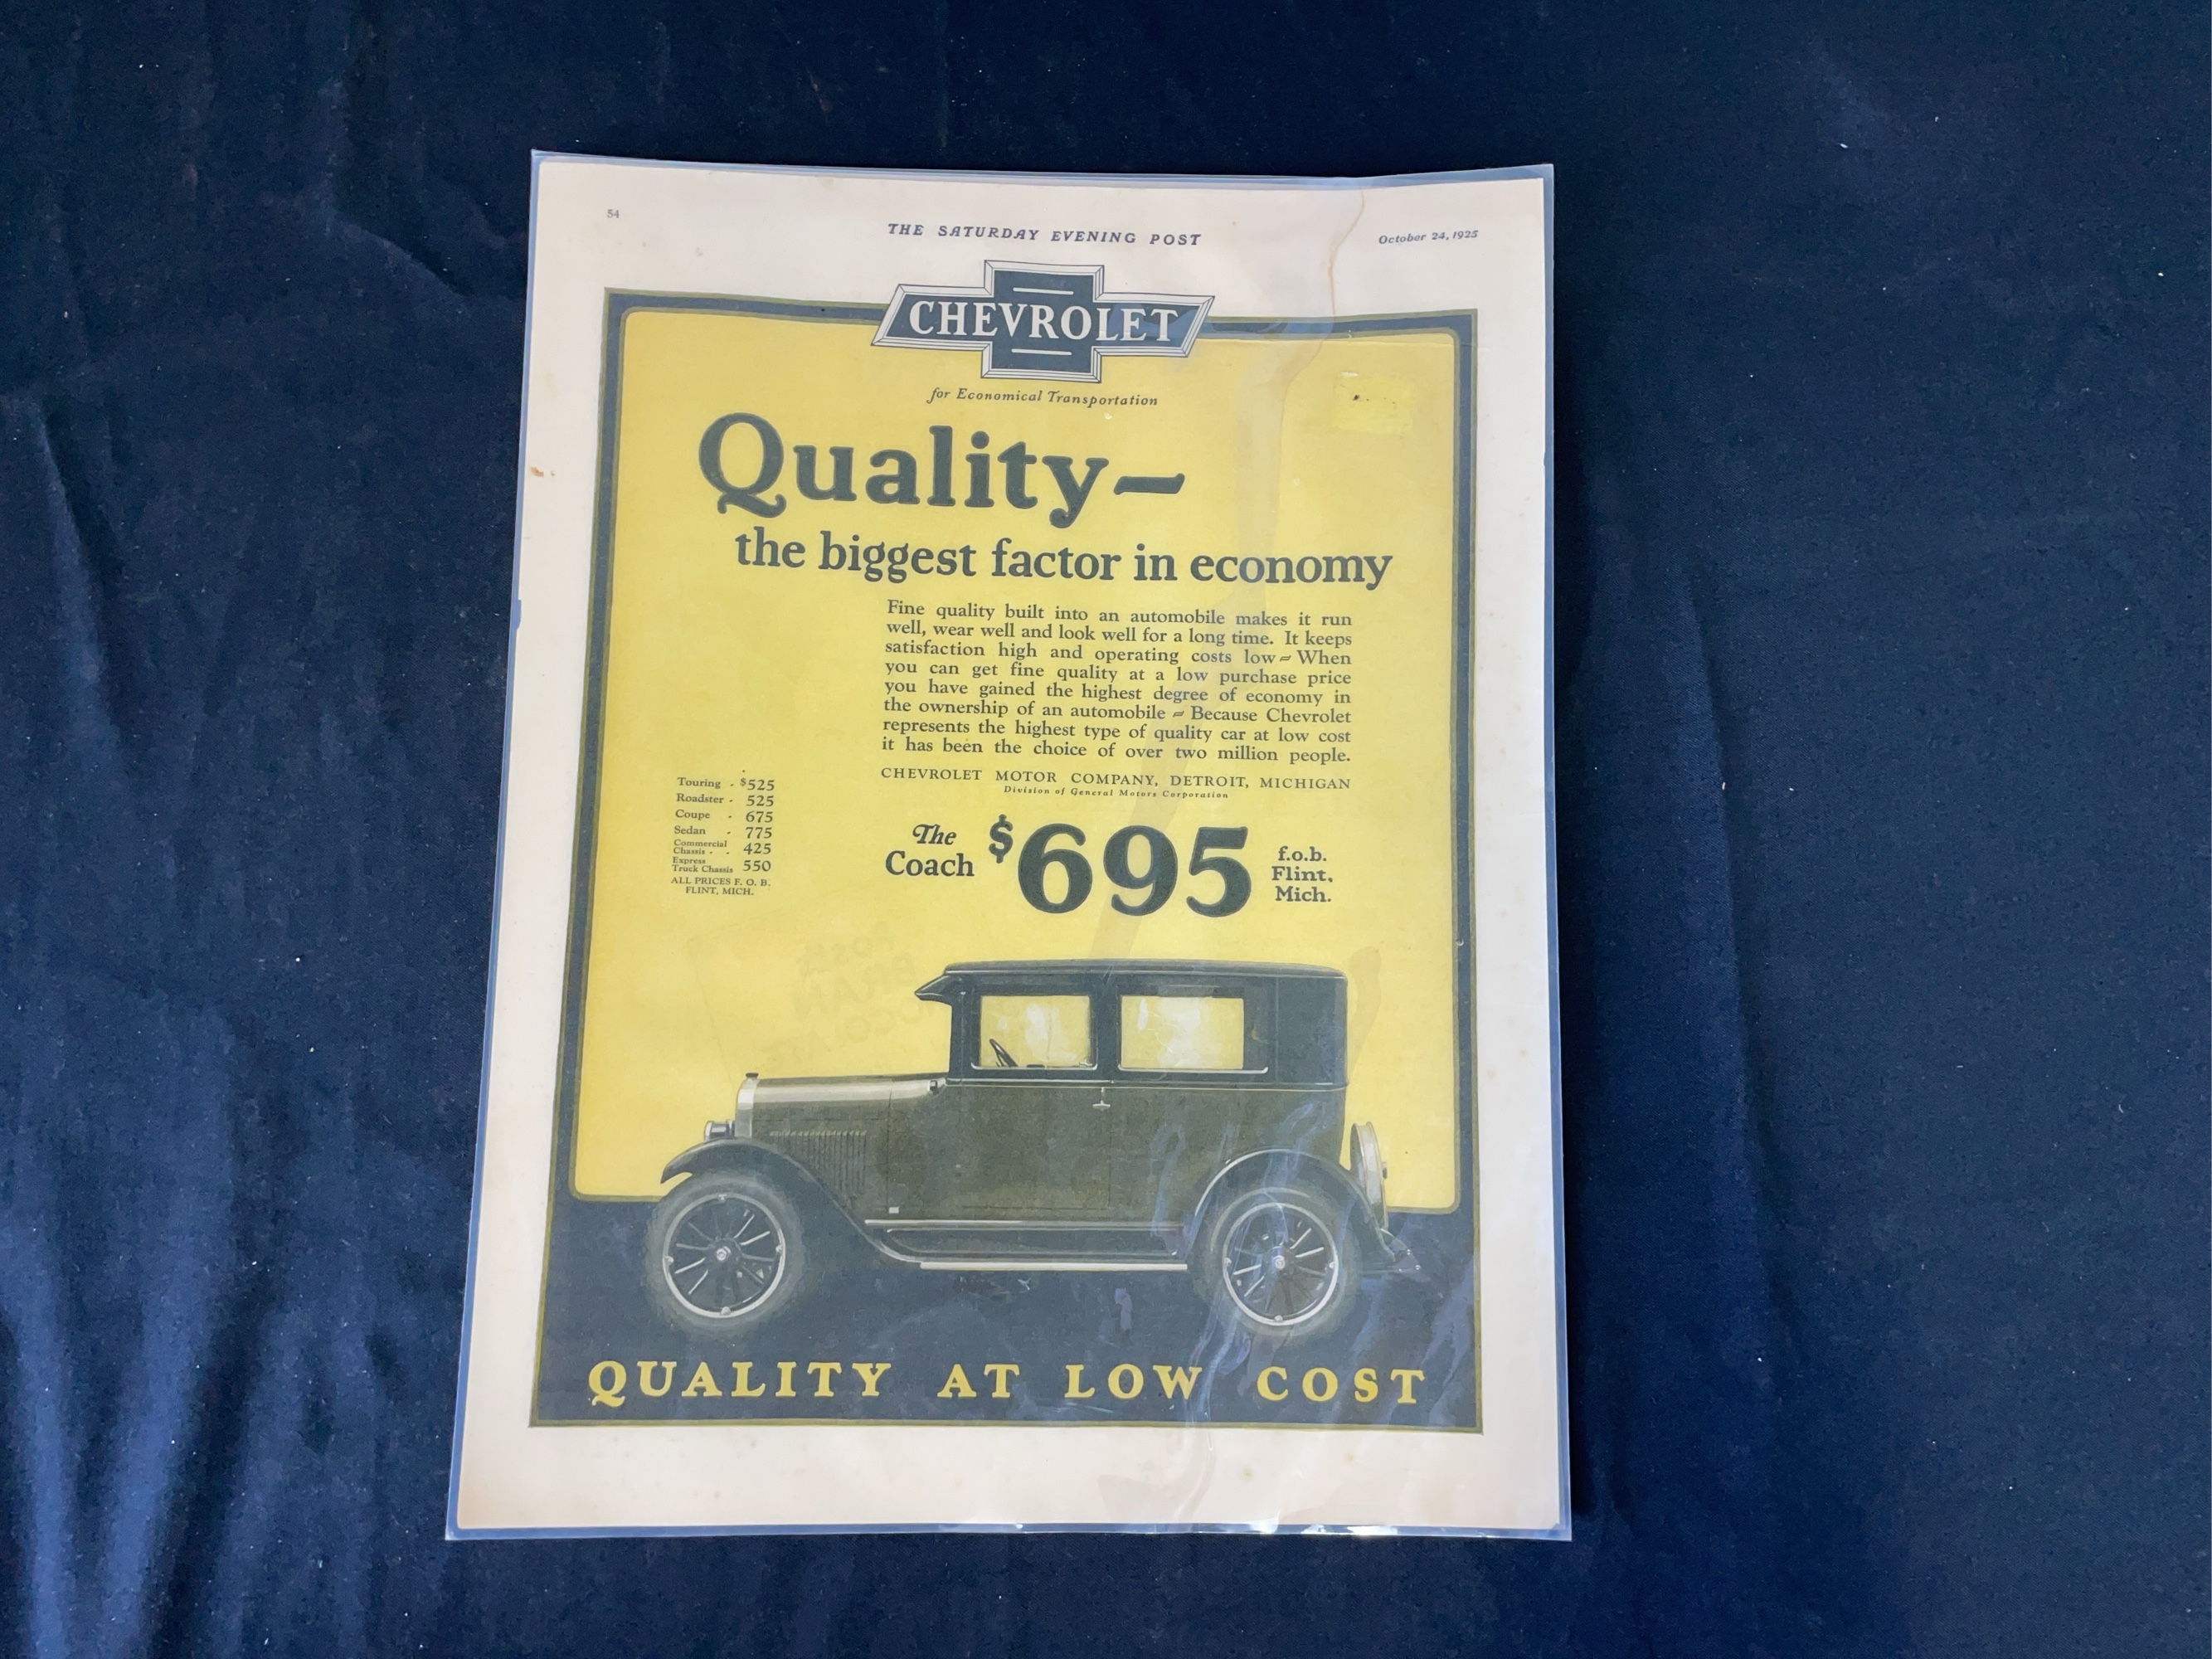 54
THE SATURDAY EVENING POST
October 24, 1925
CHEVROLET
for Economical Transportation
Quality~
the biggest factor in economy
Fine quality built into an automobile makes it run
well, wear well and look well for a long time. It keeps
satisfaction high and operating costs low~When
you can get fine quality at a low purchase price
you have gained the highest degree of economy in
the ownership of an automobile~Because Chevrolet
represents the highest type of quality car at low cost
it has been the choice of over two million people.
CHEVROLET MOTOR COMPANY, DETROIT, MICHIGAN
Division of General Motors Corporation
Touring - $525
Roadster - 525
Coupe - 675
Sedan - 775
Commercial
Chassis - - 425
Express
Truck Chassis 550
ALL PRICES F. O. B.
FLINT, MICH.
The
Coach
$695
f.o.b.
Flint,
Mich.
QUALITY AT LOW COST